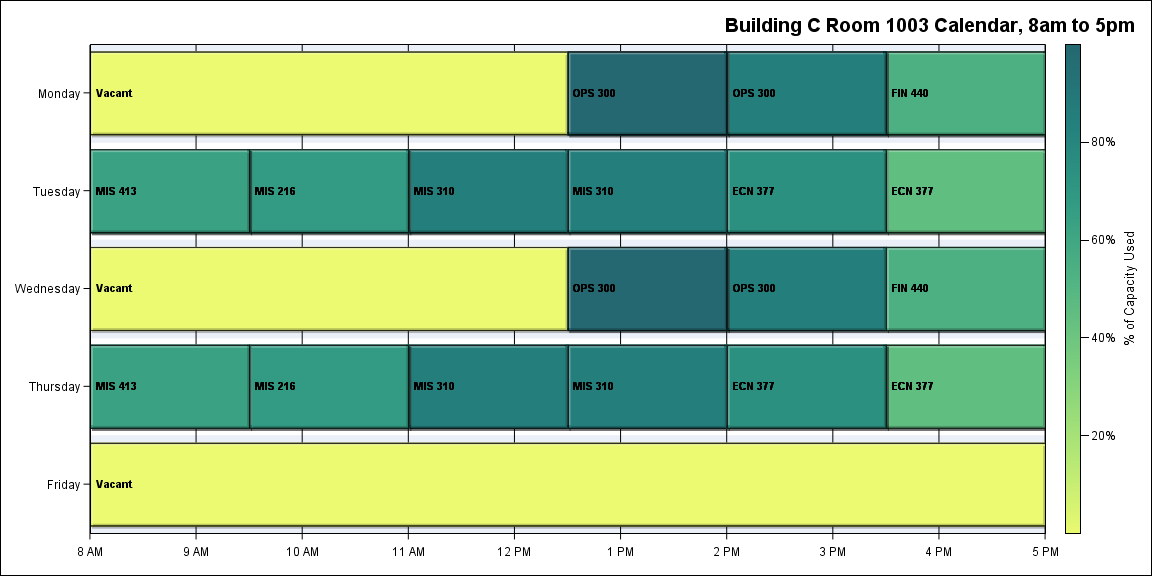 Building C Room 1003 Calendar, 8am to 5pm
Monday
Vacant
OPS 300
OPS 300
FIN 440
Tuesday
MIS 413
MIS 216
MIS 310
MIS 310
ECN 377
ECN 377
Wednesday
Vacant
OPS 300
OPS 300
FIN 440
Thursday
MIS 413
MIS 216
MIS 310
MIS 310
ECN 377
ECN 377
Friday
Vacant
8 AM
9 AM
10 AM
11 AM
12 PM
1 PM
2 PM
3 PM
4 PM
5 PM
80%
60%
40%
20%
% of Capacity Used